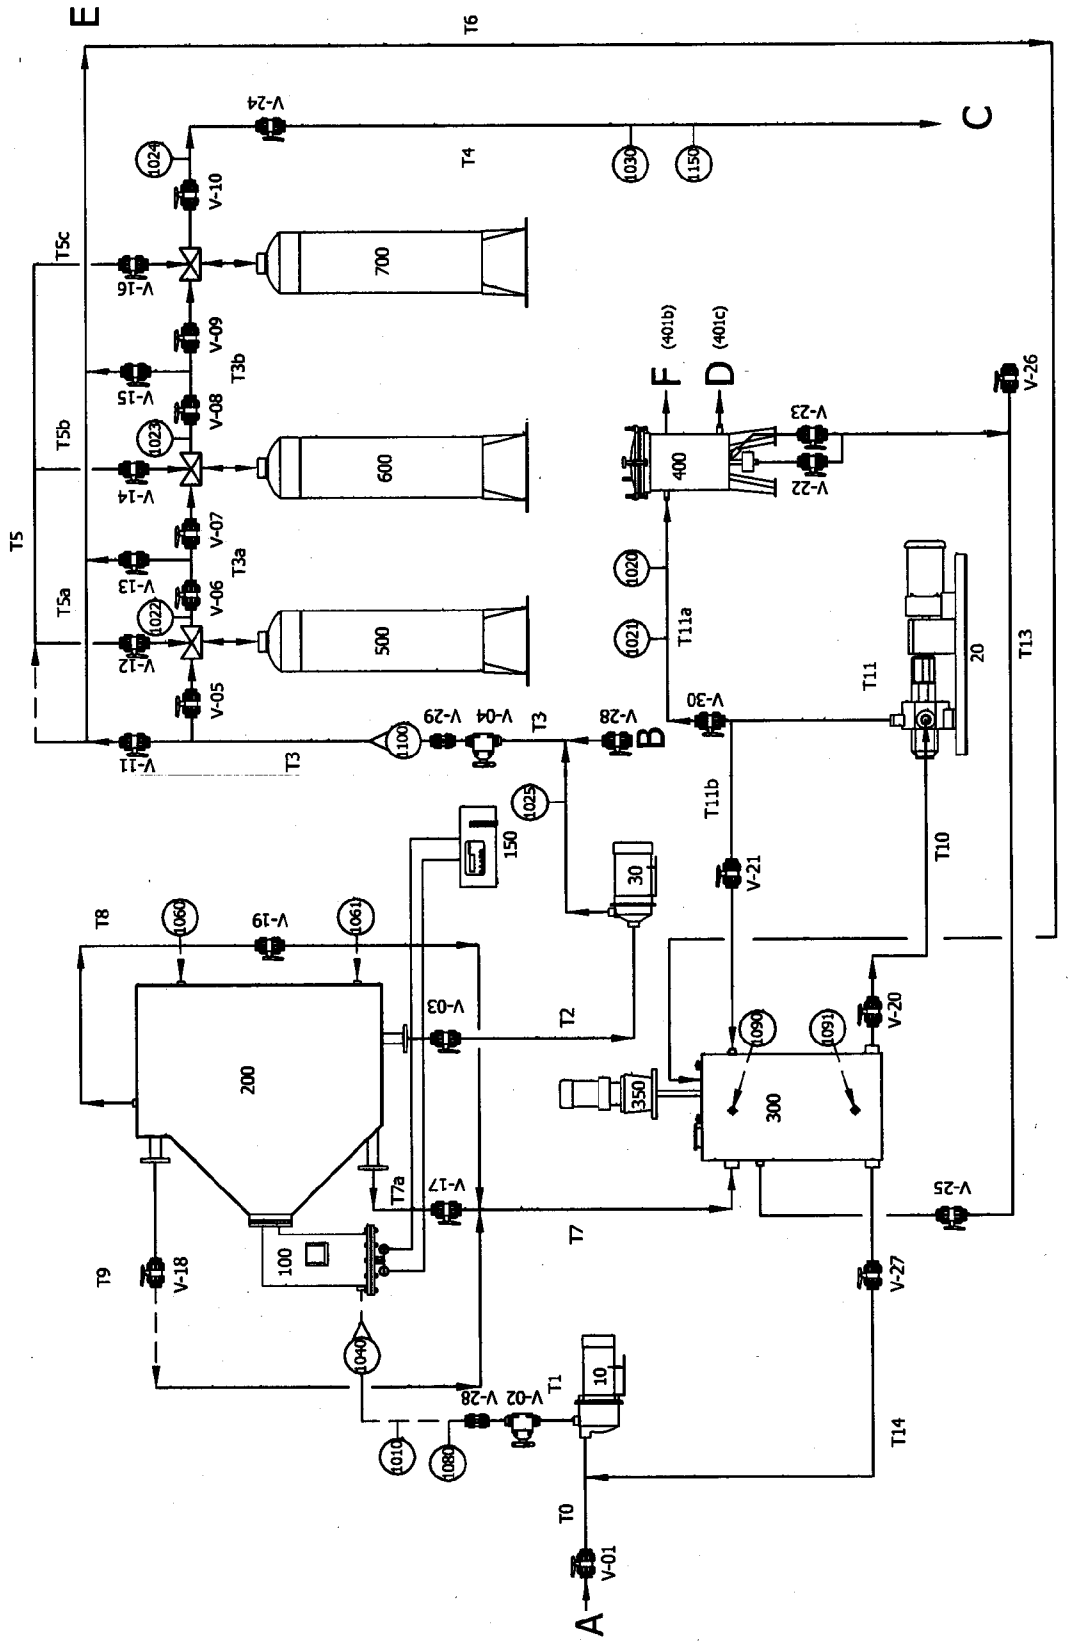 E
T6
V-24
1024
T4
1030
1150
C
V-10
T5c
V-16
700
V-09
T3b
V-15
V-08
1023
T5b
V-14
600
F
(401b)
D
(401c)
V-26
400
V-23
V-22
T5
V-07
T3a
V-13
V-06
T5a
1022
V-12
500
1020
1021
T11a
T13
20
T11
V-05
V-30
V-11
T3
1100
V-29
V-04
T3
V-28
B
1025
T11b
150
T10
V-21
30
T8
1060
V-19
1061
V-03
T2
V-20
1090
1091
200
350
300
T7a
V-17
T7
V-25
100
T9
V-18
V-27
1040
10
T1
V-02
V-28
1010
1080
T14
T0
V-01
A